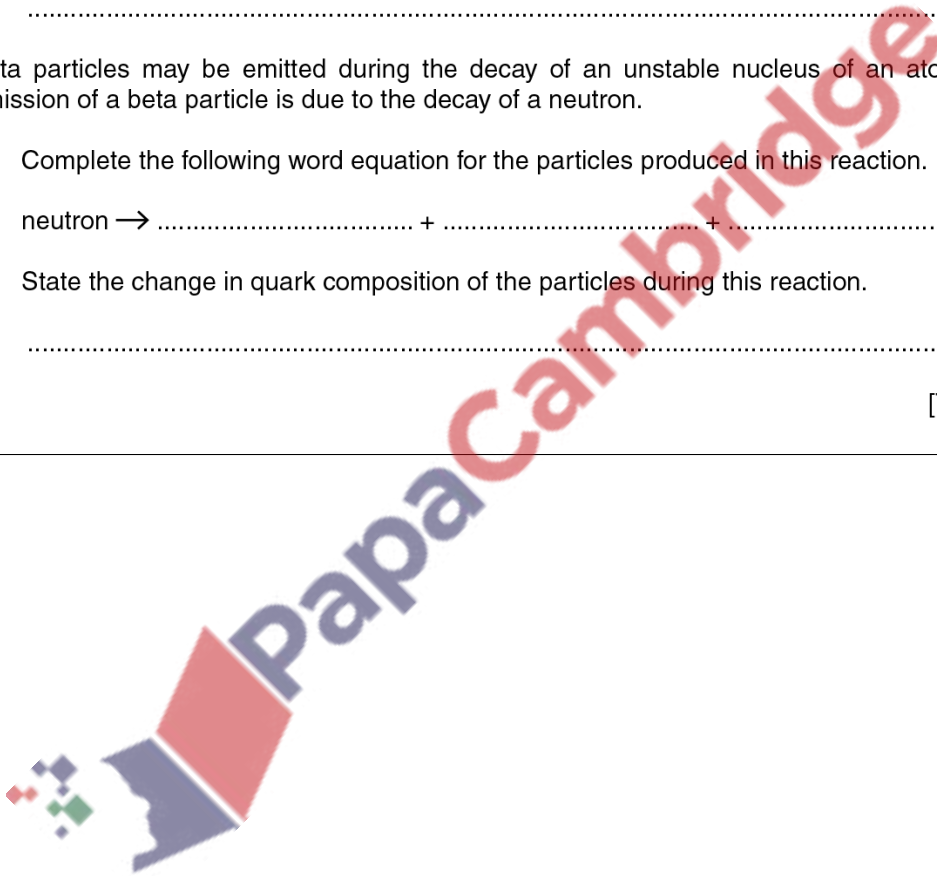 ta particles may be emitted during the decay of an unstable nucleus of an ato
ission of a beta particle is due to the decay of a neutron.
Complete the following word equation for the particles produced in this reaction.
neutron → .................................... + .................................... + ..............................
State the change in quark composition of the particles during this reaction.
[
PapaCambridge